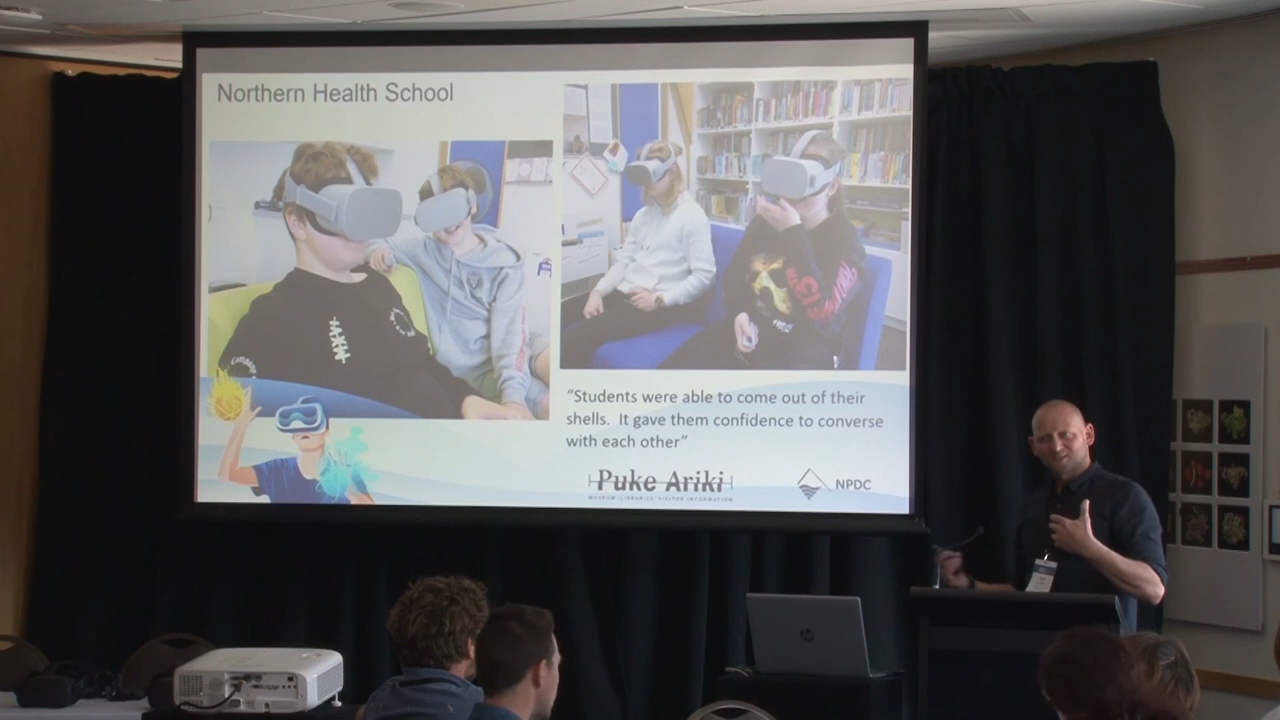 Northern Health School
“Students were able to come out of their
shells. It gave them confidence to converse
with each other”
Puke Ariki
MUSEUM • LIBRARIES • VISITOR INFORMATION
NPDC
hp